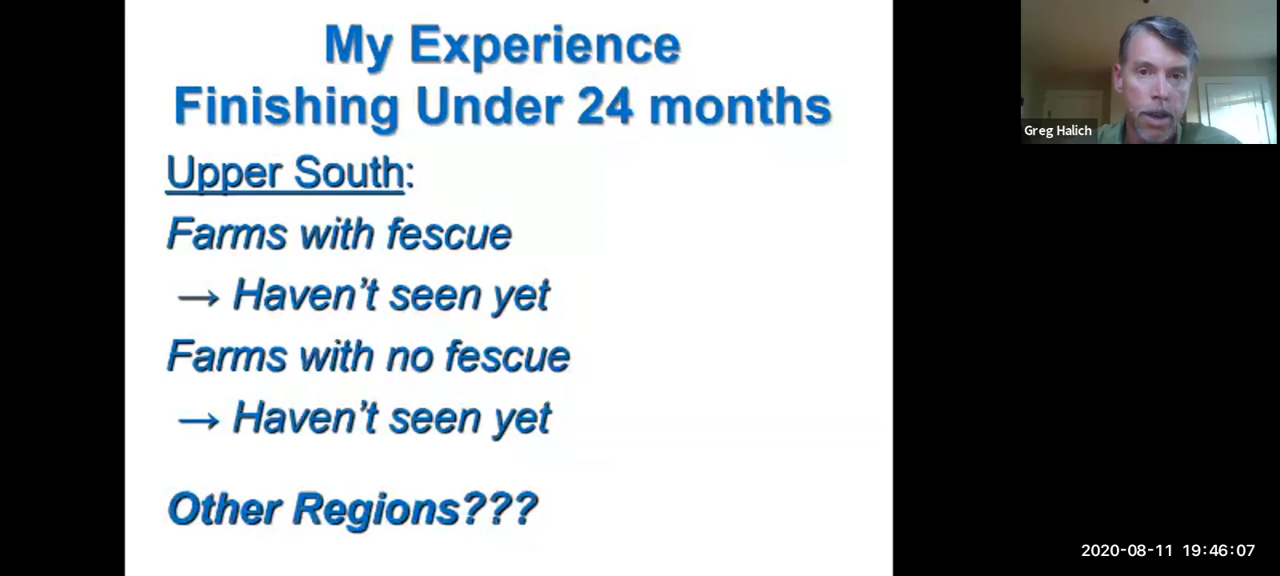 My Experience
Finishing Under 24 months
Upper South:
Farms with fescue
→ Haven't seen yet
Farms with no fescue
→ Haven't seen yet
Other Regions???
Greg Halich
2020-08-11 19:46:07